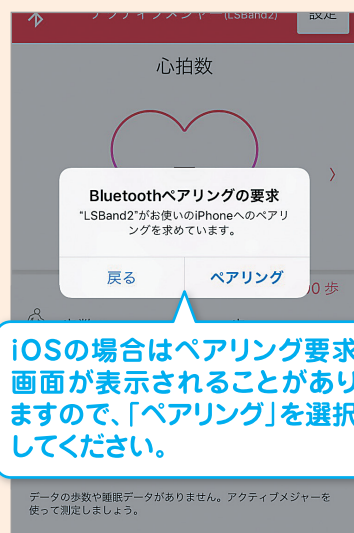 アクティブメジャー(LSBand2)
設定
心拍数
Bluetoothペアリングの要求
"LSBand2"がお使いのiPhoneへのペアリ
ングを求めています。
戻る
ペアリング
0 歩
iOSの場合はペアリング要求
画面が表示されることがあり
ますので、「ペアリング」を選択
してください。
データの歩数や睡眠データがありません。アクティブメジャーを
使って測定しましょう。